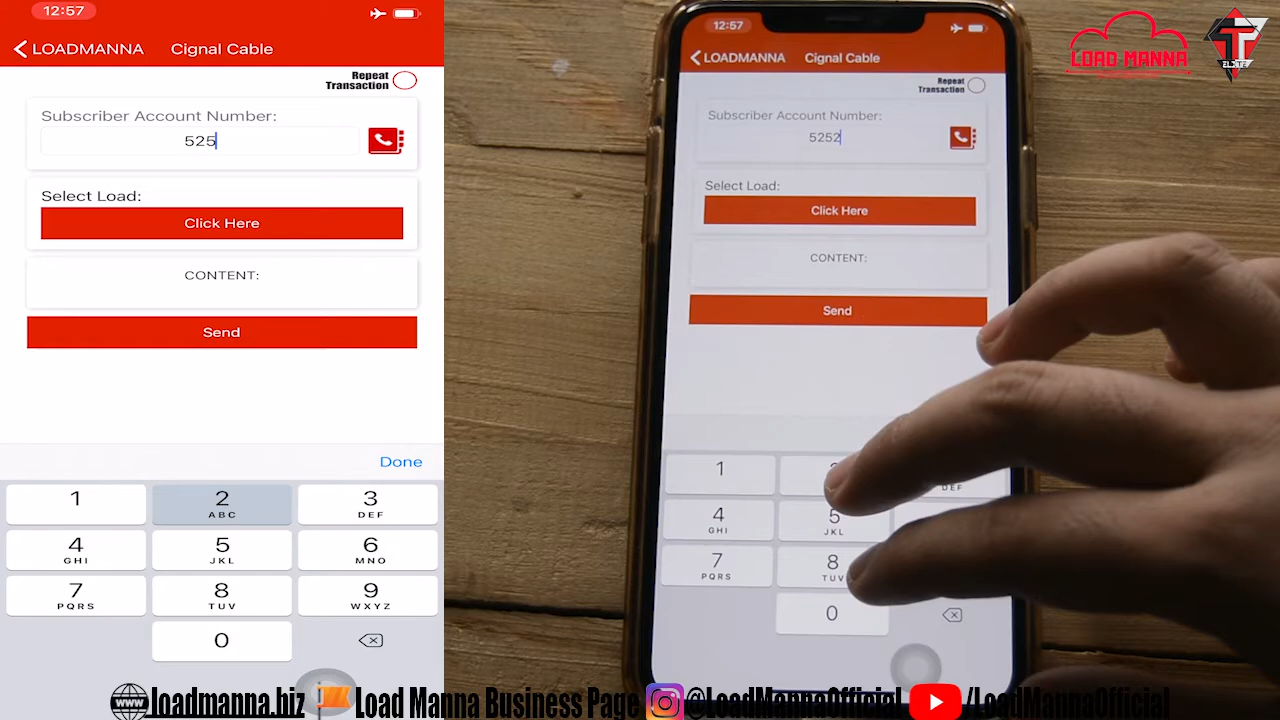 12:57
LOADMANNA Cignal Cable
Repeat
Transaction
Subscriber Account Number:
525
Select Load:
Click Here
CONTENT:
Send
Done
1
2
ABC
3
DEF
4
GHI
5
JKL
6
MNO
7
PQRS
8
TUV
9
WXYZ
0
12:57
LOADMANNA Cignal Cable
Repeat
Transaction
Subscriber Account Number:
5252
Select Load:
Click Here
CONTENT:
Send
1
DEF
4
GHI
5
JKL
7
PQRS
8
TUV
0
LOAD MANNA
ELXTE
www loadmanna.biz Load Manna Business Page @LoadMannaOfficial /LoadMannaOfficial